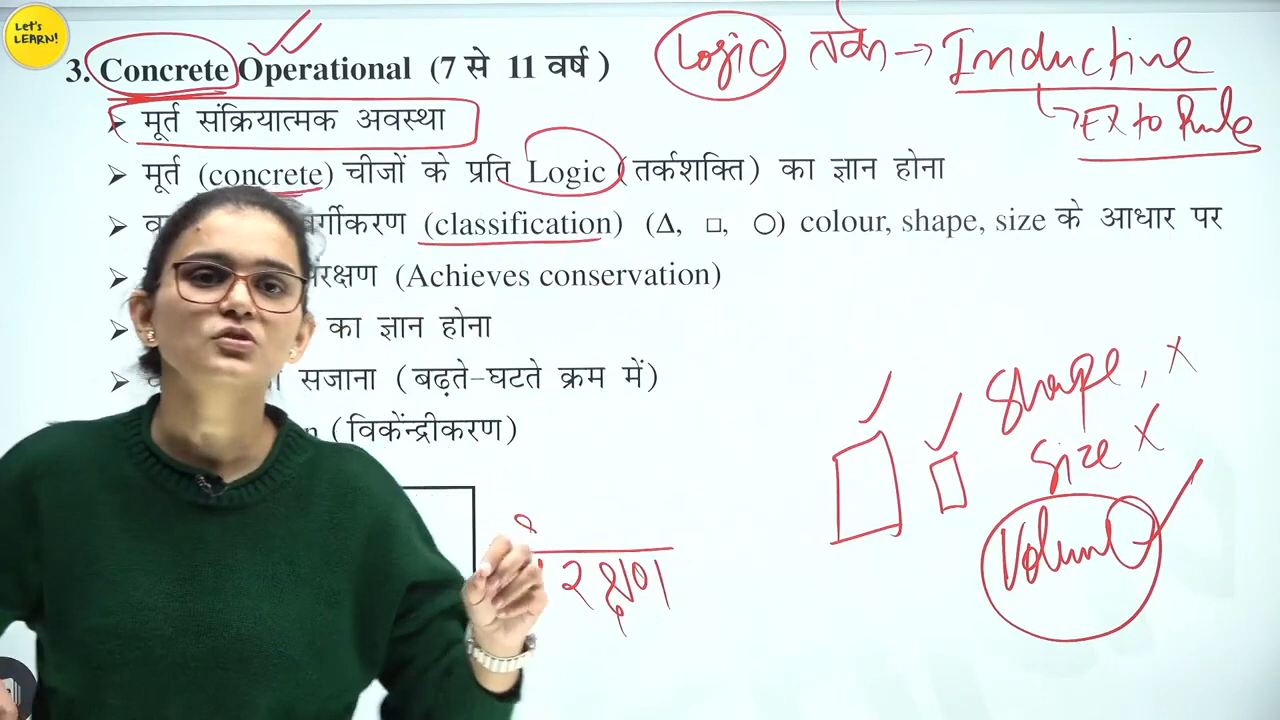 Let's
LEARN!
3. Concrete Operational (7 से 11 वर्ष)
Logic तर्क → Inductive
↳ Ex to Rule
➤ मूर्त संक्रियात्मक अवस्था
➤ मूर्त (concrete) चीजों के प्रति Logic (तर्कशक्ति) का ज्ञान होना
➤ वर्गीकरण (classification) (Δ, □, ○) colour, shape, size के आधार पर
➤ (Achieves conservation)
➤ का ज्ञान होना
➤ सजाना (बढ़ते-घटते क्रम में)
(विकेंद्रीकरण)
Shape, x
Size x
Volume
रक्षण